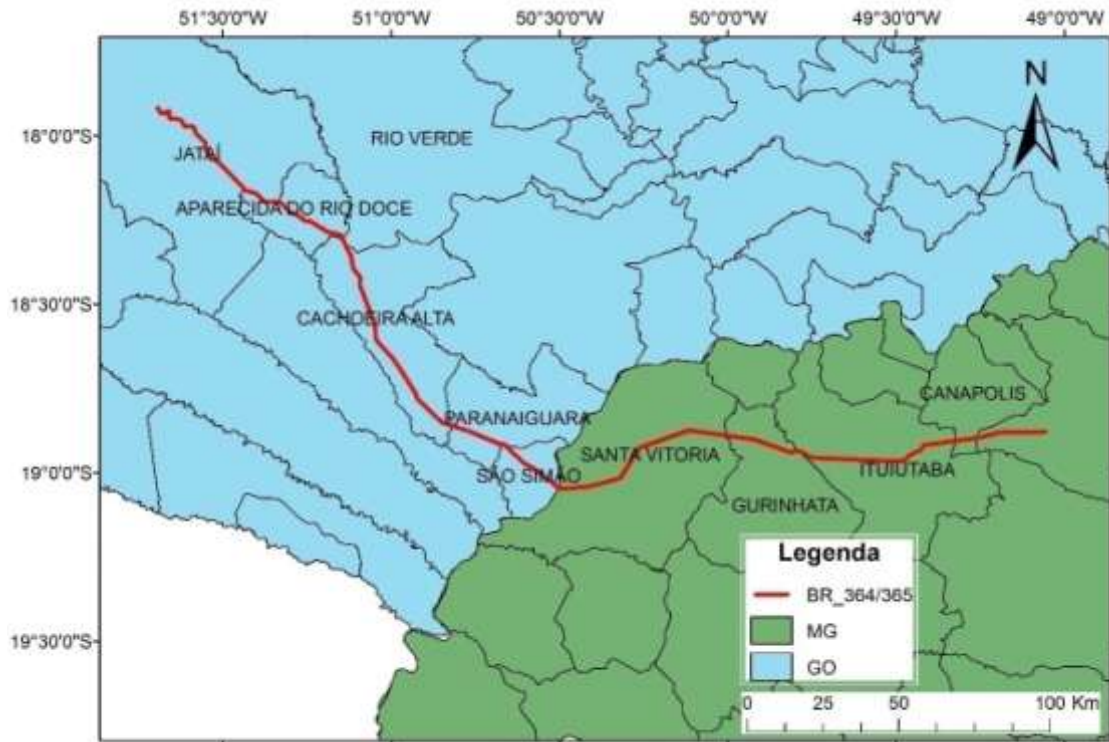 51°30'0"W 51°0'0"W 50°30'0"W 50°0'0"W 49°30'0"W 49°0'0"W
N
18°0'0"S
RIO VERDE
JATAÍ
APARECIDA DO RIO DOCE
18°30'0"S
CACHOEIRA ALTA
CANAPOLIS
PARANAIGUARA
SANTA VITORIA
19°0'0"S
SÃO SIMÃO
ITUIUTABA
GURINHATA
Legenda
BR_364/365
MG
GO
19°30'0"S
0 25 50 100 Km